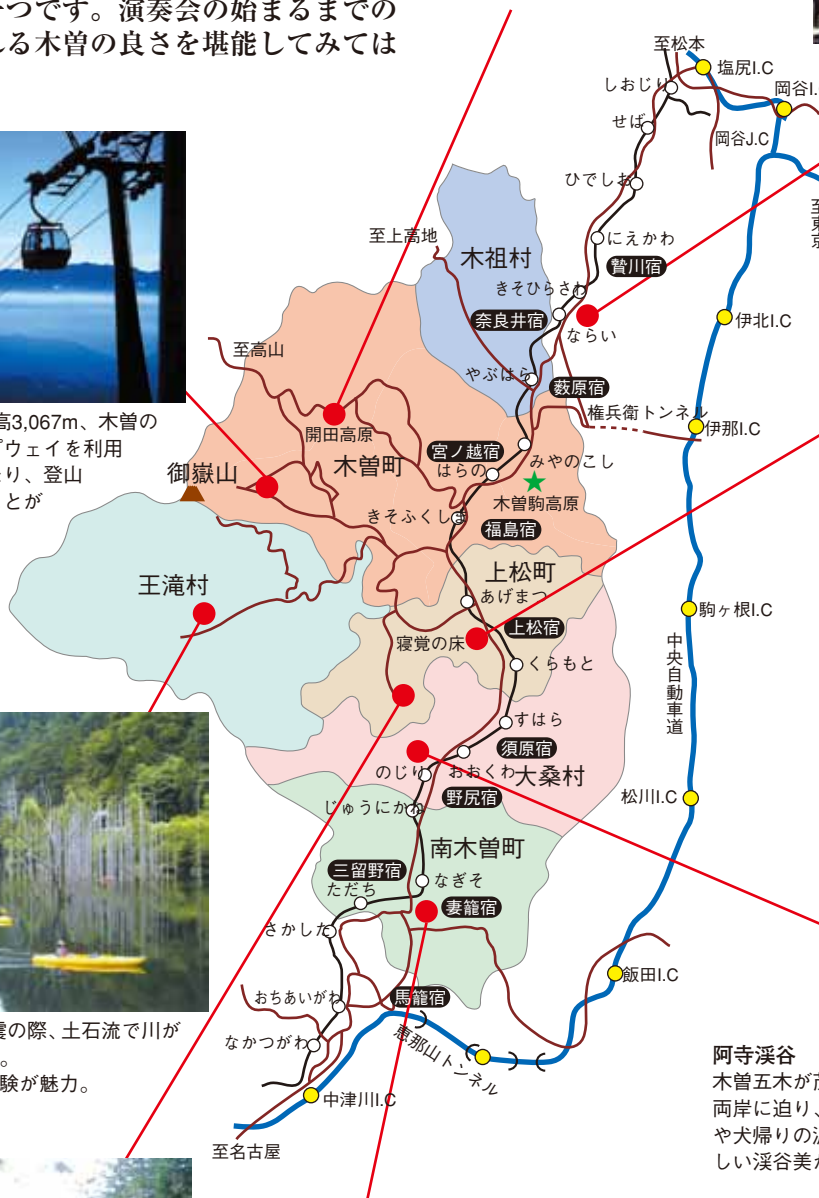 つです。演奏会の始まるまでの
れる木曽の良さを堪能してみては
高3,067m、木曽の
プウェイを利用
り、登山
とが
震の際、土石流で川が
。
験が魅力。
至松本
塩尻I.C
しおじり
岡谷I.
せば
岡谷J.C
ひでしお
至東京
至上高地
木祖村
にえかわ
贄川宿
きそひらさわ
奈良井宿
ならい
伊北I.C
至高山
やぶはら
薮原宿
権兵衛トンネル
伊那I.C
開田高原
木曽町
宮ノ越宿
みやのこし
はらの
御嶽山
木曽駒高原
きそふくしま
福島宿
上松町
王滝村
あげまつ
駒ヶ根I.C
上松宿
寝覚の床
くらもと
中央自動車道
すはら
須原宿
のじり
おおくわ
大桑村
野尻宿
松川I.C
じゅうにかね
南木曽町
三留野宿
なぎそ
ただち
妻籠宿
さかした
飯田I.C
おちあいがわ
馬籠宿
なかつがわ
恵那山トンネル
中津川I.C
至名古屋
阿寺渓谷
木曽五木が茂
両岸に迫り、
や犬帰りの
しい渓谷美が